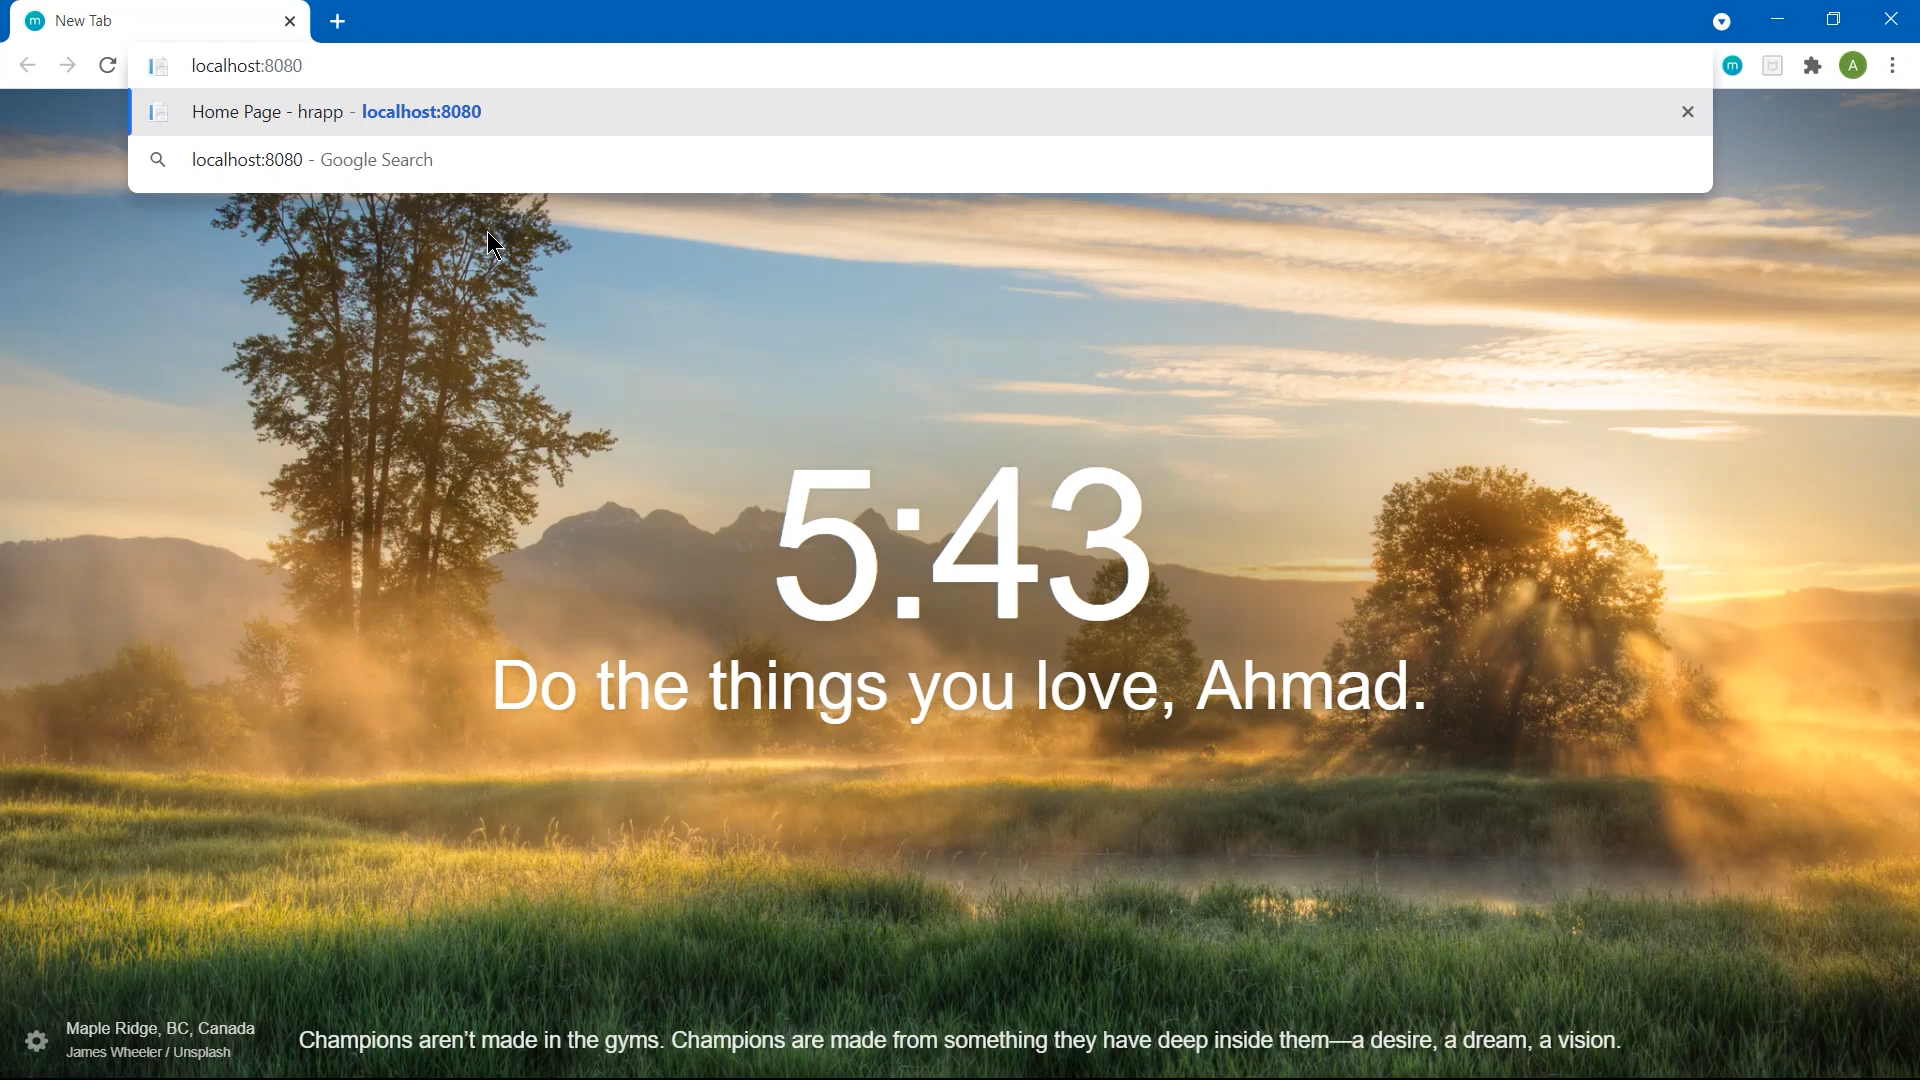 m New Tab
localhost:8080
m A
Home Page - hrapp - localhost:8080
localhost:8080 - Google Search
5:43
Do the things you love, Ahmad.
Maple Ridge, BC, Canada
James Wheeler / Unsplash
Champions aren't made in the gyms. Champions are made from something they have deep inside them—a desire, a dream, a vision.